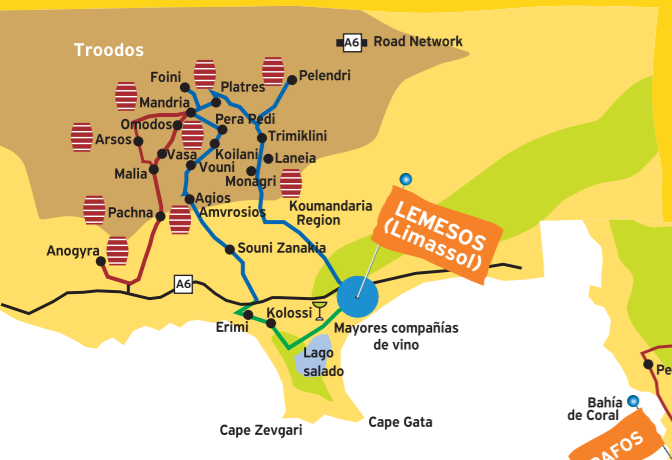 A6 Road Network
Troodos
Foini
Platres
Pelendri
Mandria
Omodos
Pera Pedi
Arsos
Trimiklini
Vasa
Koilani
Laneia
Malia
Vouni
Monagri
Agios
Amvrosios
Pachna
Koumandaria
Region
LEMESOS
(Limassol)
Anogyra
Souni Zanakia
A6
Kolossi
Erimi
Mayores compañías
de vino
Lago
salado
Cape Zevgari
Cape Gata
Bahía
de Coral